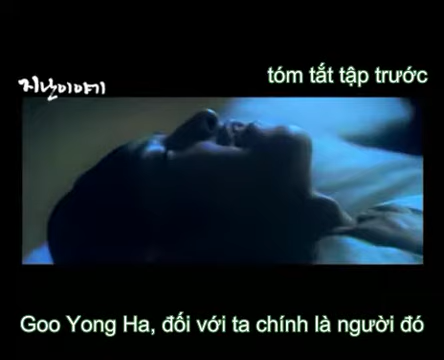 tóm tắt tập trước
지난이야기
Goo Yong Ha, đối với ta chính là người đó